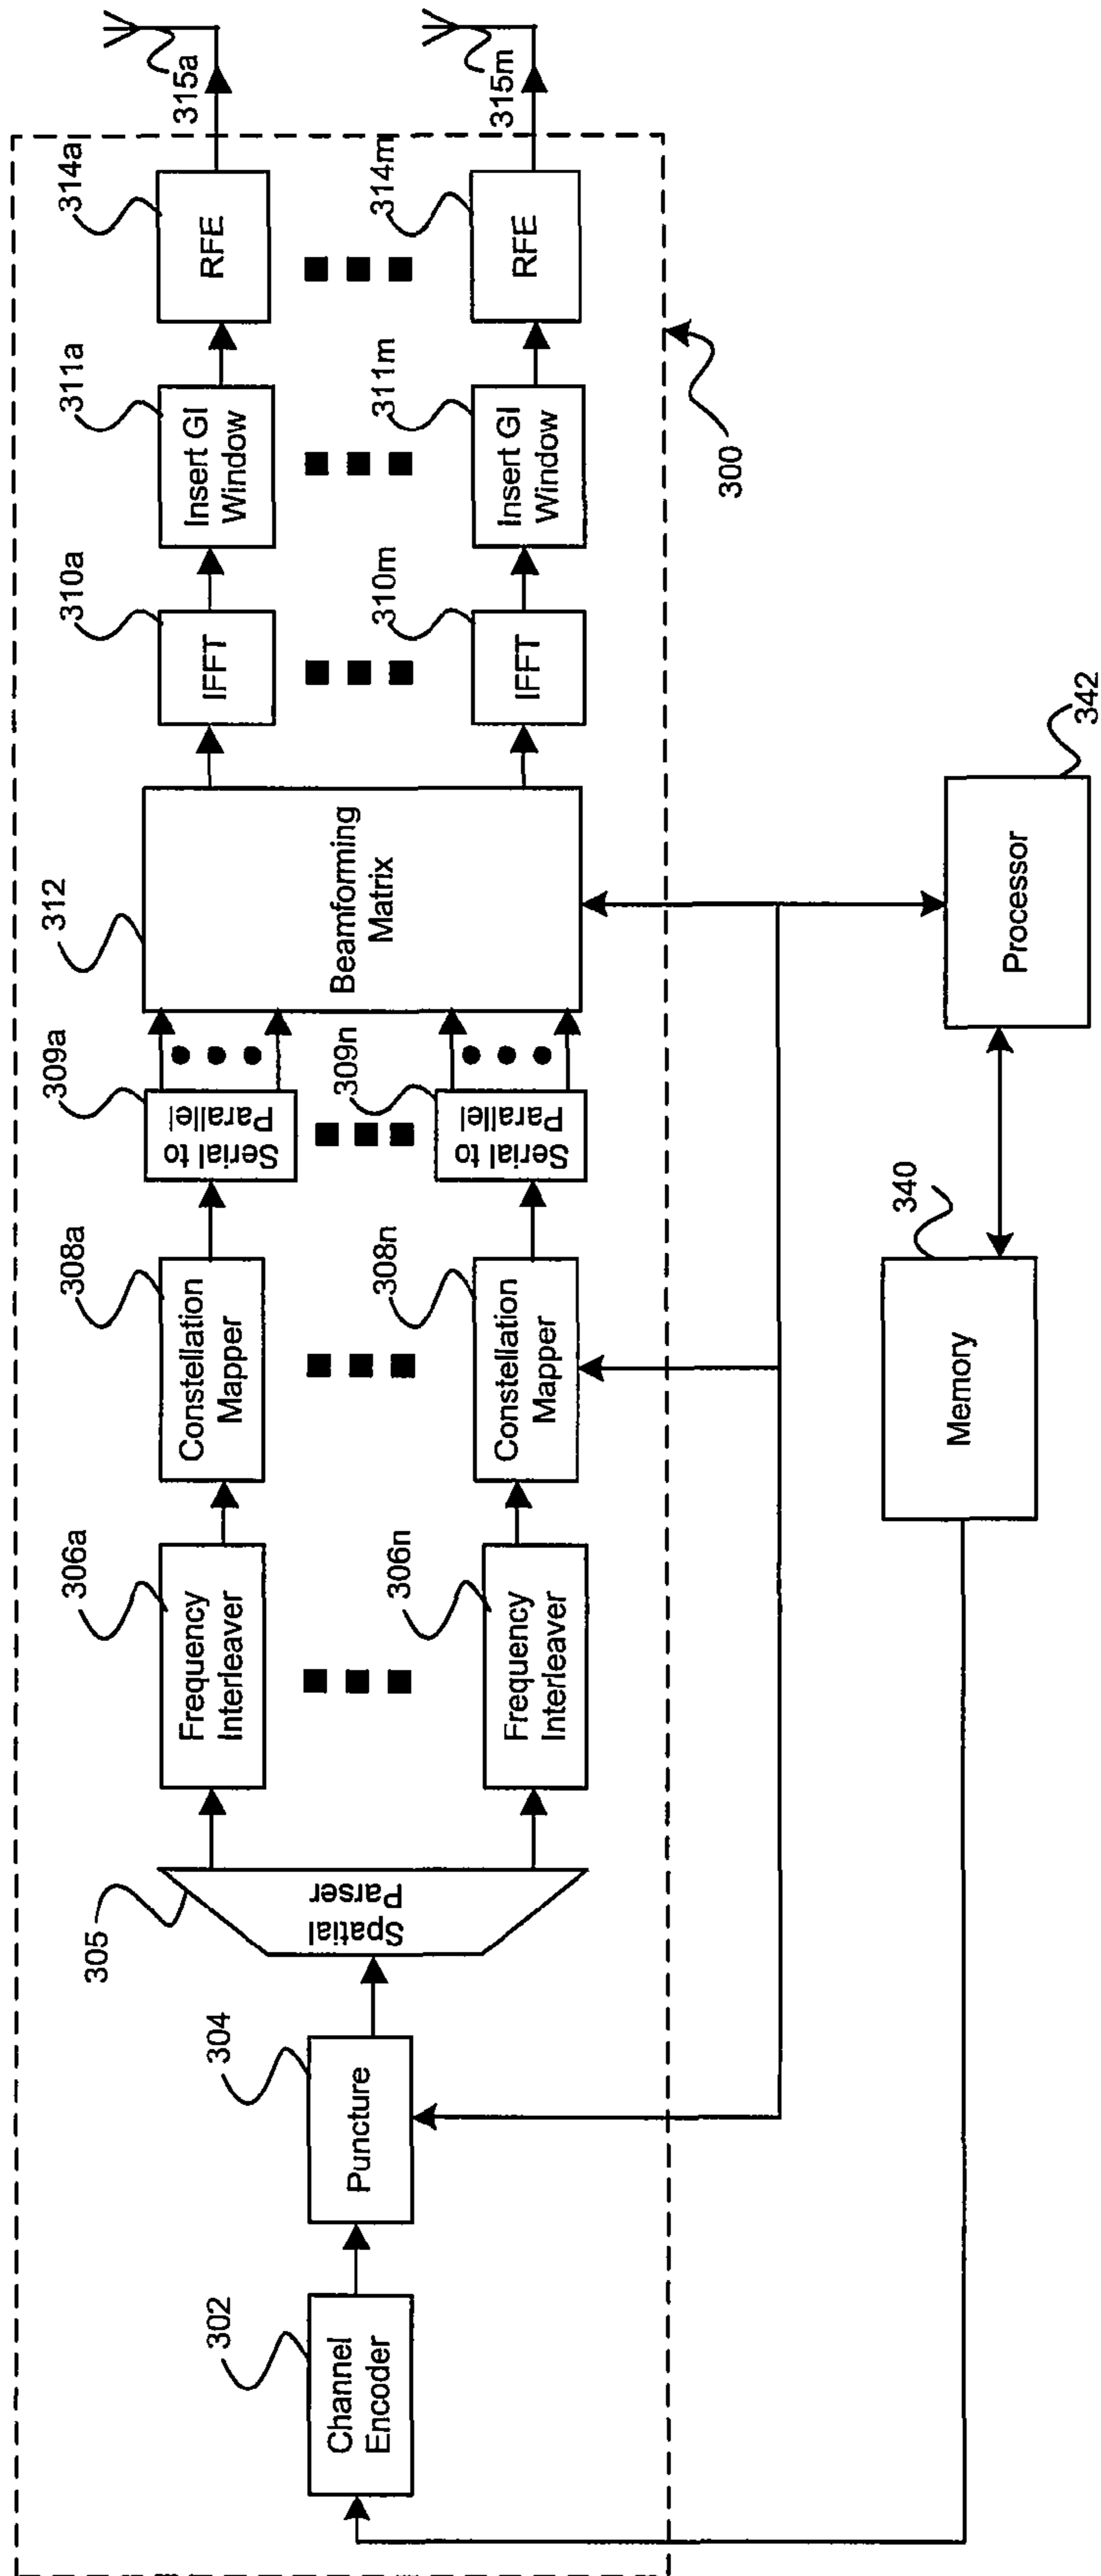 315a
315m
314a
RFE
314m
RFE
311a
Insert GI
Window
311m
Insert GI
Window
310a
IFFT
310m
IFFT
300
312
Beamforming
Matrix
309a
Serial to
Parallel
309n
Serial to
Parallel
308a
Constellation
Mapper
308n
Constellation
Mapper
306a
Frequency
Interleaver
306n
Frequency
Interleaver
305
Spatial
Parser
304
Puncture
302
Channel
Encoder
342
Processor
340
Memory